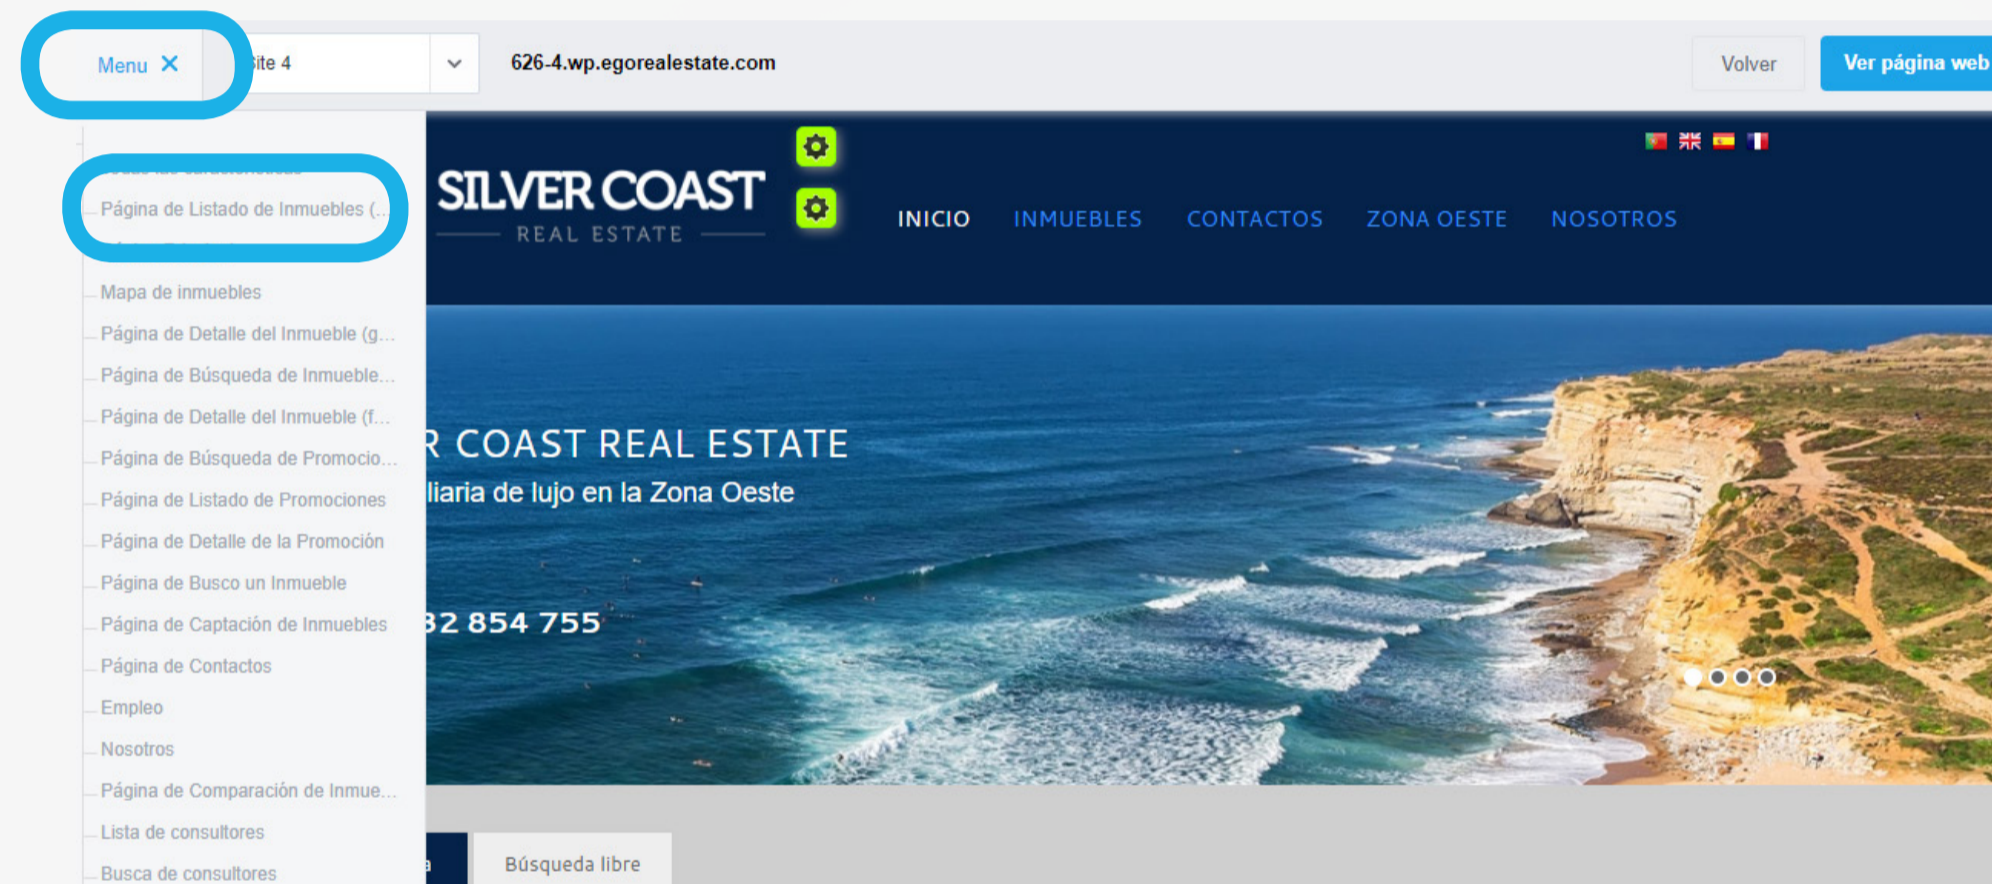 Menu
Site 4
626-4.wp.egorealestate.com
Volver
Ver página web
Página de Listado de Inmuebles (...
Mapa de inmuebles
Página de Detalle del Inmueble (g...
Página de Búsqueda de Inmueble...
Página de Detalle del Inmueble (f...
Página de Búsqueda de Promocio...
Página de Listado de Promociones
Página de Detalle de la Promoción
Página de Busco un Inmueble
Página de Captación de Inmuebles
Página de Contactos
Empleo
Nosotros
Página de Comparación de Inmue...
Lista de consultores
Busca de consultores
SILVER COAST
REAL ESTATE
INICIO
INMUEBLES
CONTACTOS
ZONA OESTE
NOSOTROS
R COAST REAL ESTATE
liaria de lujo en la Zona Oeste
32 854 755
a
Búsqueda libre